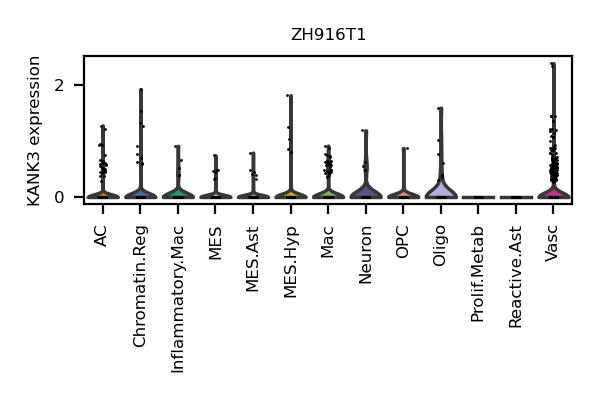 ZH916T1
KANK3 expression
2
0
AC
Chromatin.Reg
Inflammatory.Mac
MES
MES.Ast
MES.Hyp
Mac
Neuron
OPC
Oligo
Prolif.Metab
Reactive.Ast
Vasc